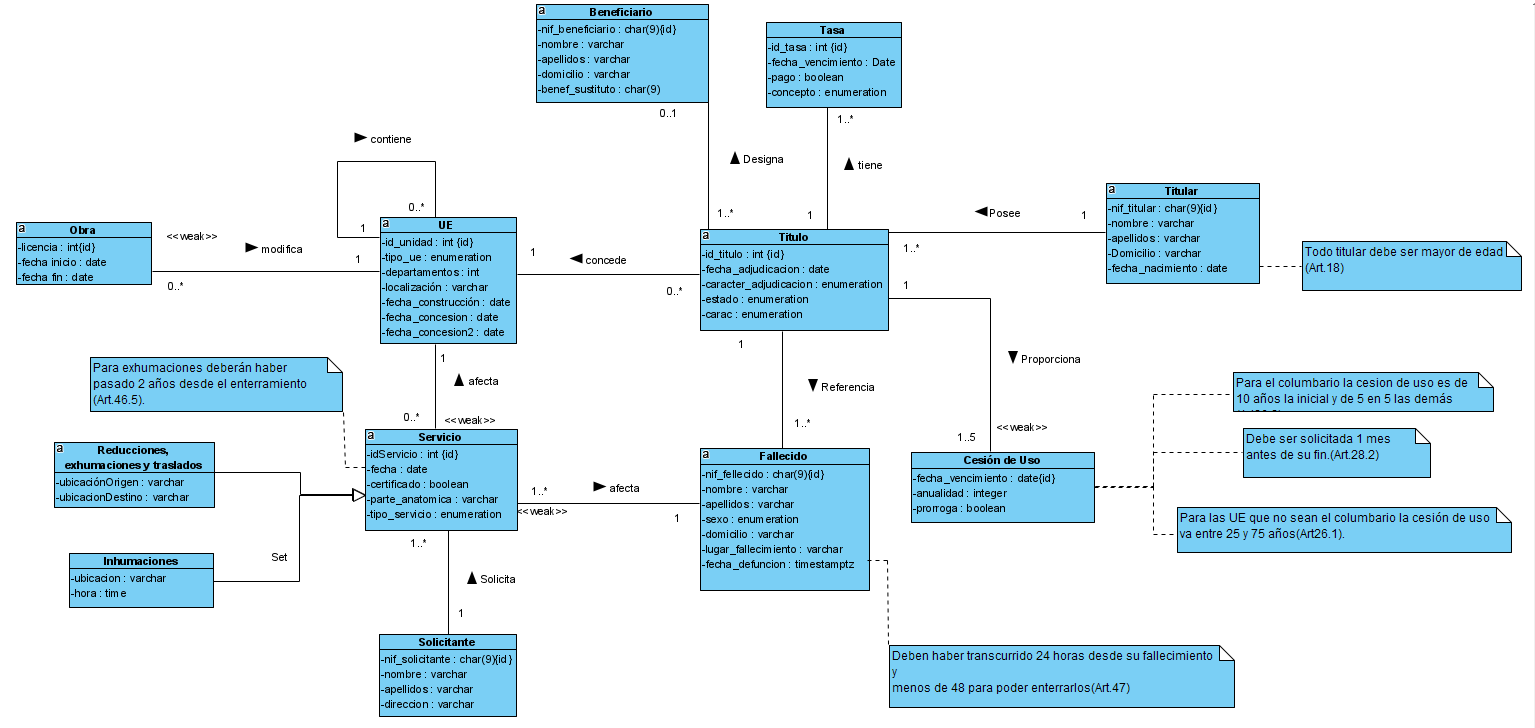 a
Beneficiario
-nif_beneficiario : char(9){id}
-nombre : varchar
-apellidos : varchar
-domicilio : varchar
-benef_sustituto : char(9)
0..1
Designa
1..*
Tasa
-id_tasa : int {id}
-fecha_vencimiento : Date
-pago : boolean
-concepto : enumeration
1..*
tiene
1
contiene
0..*
1
a
Obra
-licencia : int{id}
-fecha inicio : date
-fecha fin : date
<<weak>>
modifica
1
0..*
a
UE
-id_unidad : int {id}
-tipo_ue : enumeration
-departamentos : int
-localización : varchar
-fecha_construcción : date
-fecha_concesion : date
-fecha_concesion2 : date
1
concede
0..*
a
Titulo
-id_titulo : int {id}
-fecha_adjudicacion : date
-caracter_adjudicacion : enumeration
-estado : enumeration
-carac : enumeration
Posee
1
1..*
a
Titular
-nif_titular : char(9){id}
-nombre : varchar
-apellidos : varchar
-Domicilio : varchar
-fecha_nacimiento : date
Todo titular debe ser mayor de edad
(Art.18)
1
Proporciona
1..5
<<weak>>
1
Referencia
1..*
1
afecta
0..*
<<weak>>
Para exhumaciones deberán haber
pasado 2 años desde el enterramiento
(Art.46.5).
a
Reducciones,
exhumaciones y traslados
-ubicaciónOrigen : varchar
-ubicacionDestino : varchar
Inhumaciones
-ubicacion : varchar
-hora : time
Set
a
Servicio
-idServicio : int {id}
-fecha : date
-certificado : boolean
-parte_anatomica : varchar
-tipo_servicio : enumeration
1..*
<<weak>>
afecta
1
a
Fallecido
-nif_fellecido : char(9){id}
-nombre : varchar
-apellidos : varchar
-sexo : enumeration
-domicilio : varchar
-lugar_fallecimiento : varchar
-fecha_defuncion : timestamptz
Cesión de Uso
-fecha_vencimiento : date{id}
-anualidad : integer
-prorroga : boolean
Para el columbario la cesion de uso es de
10 años la inicial y de 5 en 5 las demás
Debe ser solicitada 1 mes
antes de su fin.(Art.28.2)
Para las UE que no sean el columbario la cesión de uso
va entre 25 y 75 años(Art26.1).
1..*
Solicita
1
Solicitante
-nif_solicitante : char(9){id}
-nombre : varchar
-apellidos : varchar
-direccion : varchar
Deben haber transcurrido 24 horas desde su fallecimiento
y
menos de 48 para poder enterrarlos(Art.47)